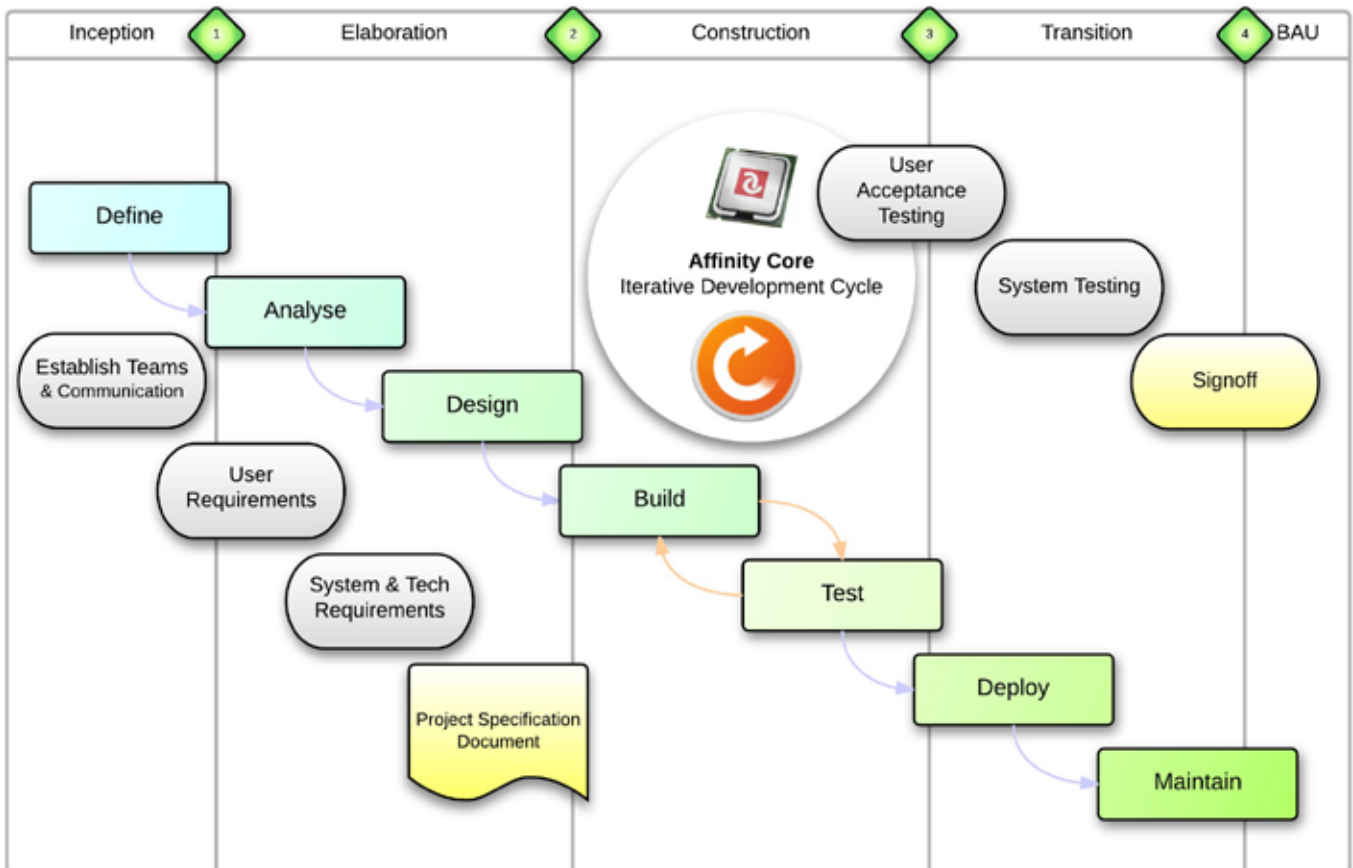 Inception
1
Elaboration
2
Construction
3
Transition
4
BAU
Define
Analyse
Design
Build
Test
Deploy
Maintain
Establish Teams
& Communication
User
Requirements
System & Tech
Requirements
Project Specification
Document
Affinity Core
Iterative Development Cycle
User
Acceptance
Testing
System Testing
Signoff